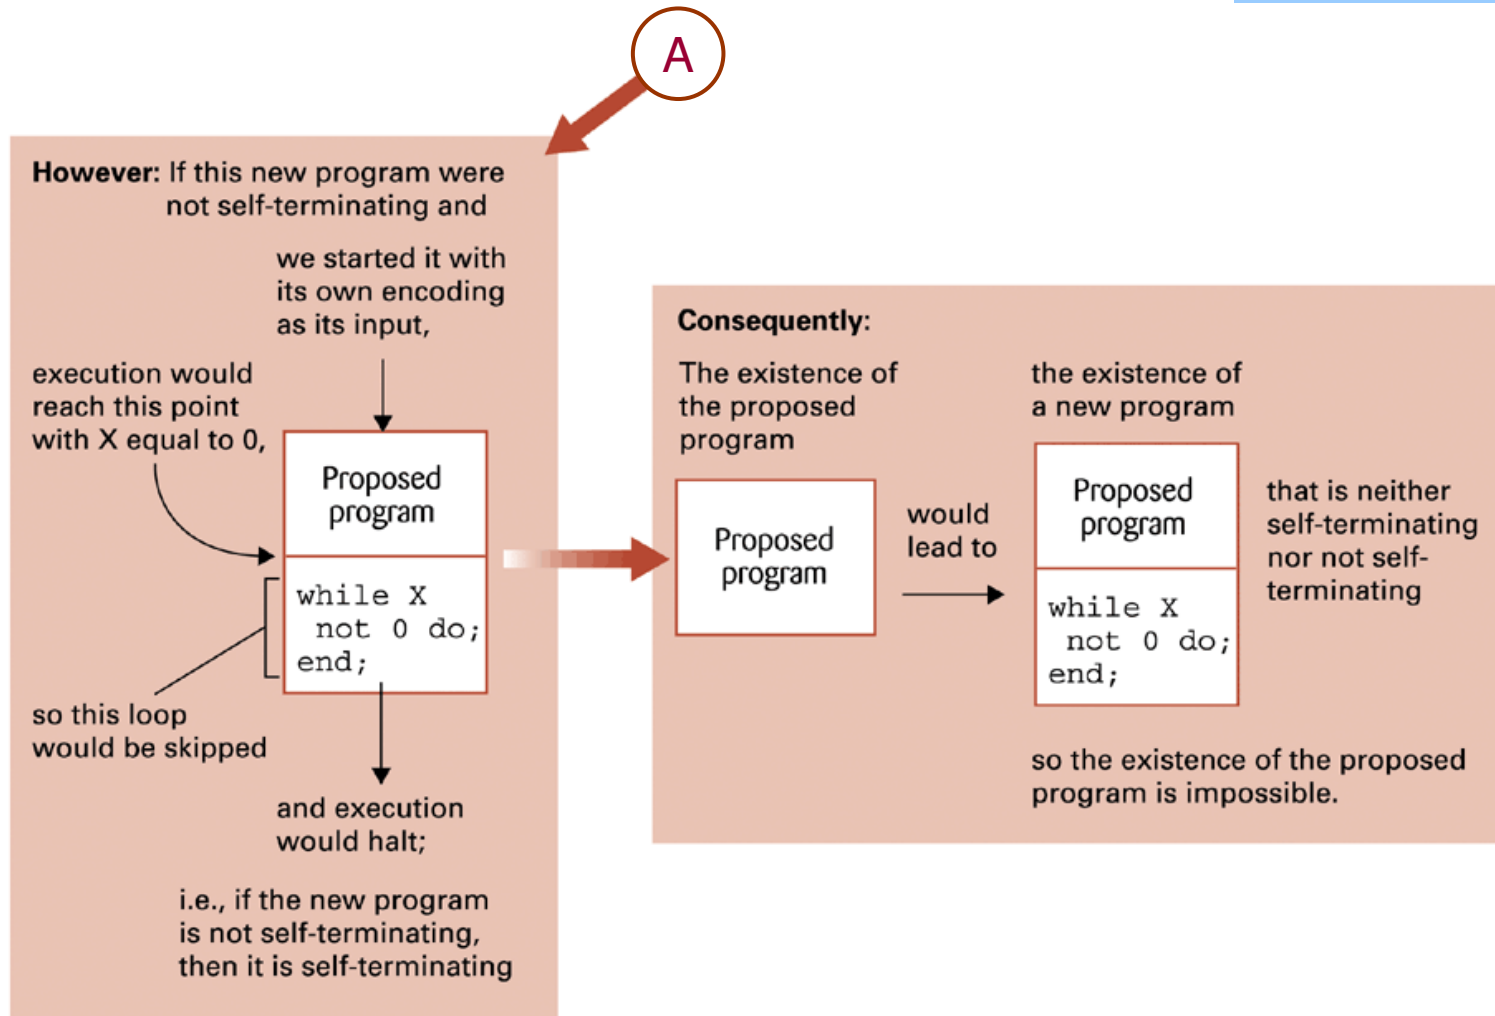 A
However: If this new program were
not self-terminating and
we started it with
its own encoding
as its input,
execution would
reach this point
with X equal to 0,
Proposed
program
while X
not 0 do;
end;
so this loop
would be skipped
and execution
would halt;
i.e., if the new program
is not self-terminating,
then it is self-terminating
Consequently:
The existence of
the proposed
program
Proposed
program
would
lead to
the existence of
a new program
Proposed
program
while X
not 0 do;
end;
that is neither
self-terminating
nor not self-
terminating
so the existence of the proposed
program is impossible.